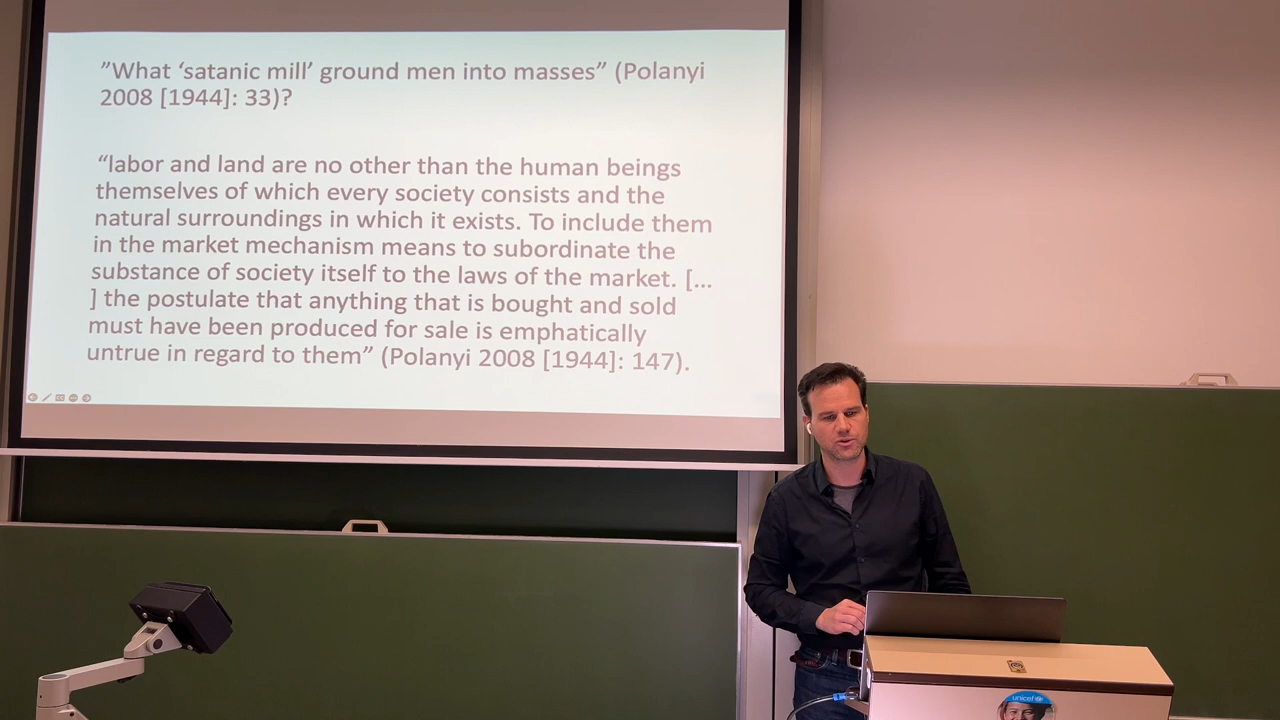 ”What ‘satanic mill’ ground men into masses” (Polanyi
2008 [1944]: 33)?
“labor and land are no other than the human beings
themselves of which every society consists and the
natural surroundings in which it exists. To include them
in the market mechanism means to subordinate the
substance of society itself to the laws of the market. [...
] the postulate that anything that is bought and sold
must have been produced for sale is emphatically
untrue in regard to them” (Polanyi 2008 [1944]: 147).
unicef